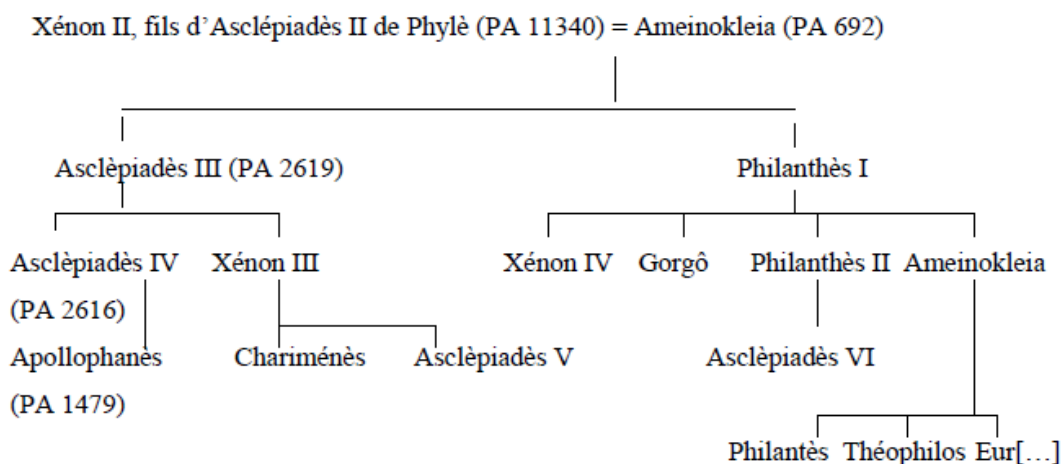 Xénon II, fils d'Asclépiadès II de Phylè (PA 11340) = Ameinokleia (PA 692)
Asclèpiadès III (PA 2619) Philanthès I
Asclèpiadès IV Xénon III Xénon IV Gorgô Philanthès II Ameinokleia
(PA 2616)
Apollophanès Chariménès Asclèpiadès V Asclèpiadès VI
(PA 1479)
Philantès Théophilos Eur[…]